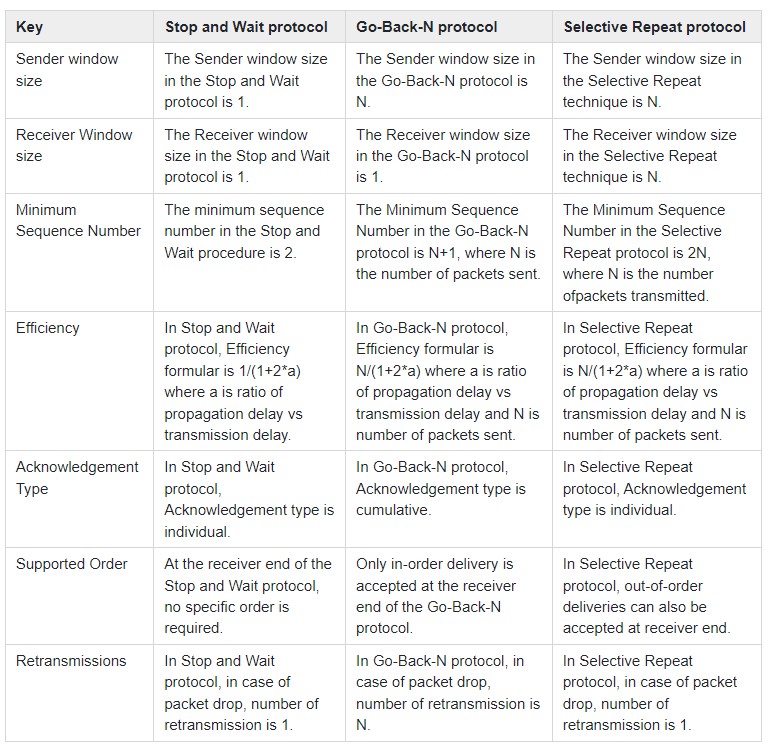 Key
Stop and Wait protocol
Go-Back-N protocol
Selective Repeat protocol
Sender window
size
The Sender window size
in the Stop and Wait
protocol is 1.
The Sender window size in
the Go-Back-N protocol is
N.
The Sender window size in
the Selective Repeat
technique is N.
Receiver Window
size
The Receiver window
size in the Stop and Wait
protocol is 1.
The Receiver window size
in the Go-Back-N protocol
is 1.
The Receiver window size
in the Selective Repeat
technique is N.
Minimum
Sequence Number
The minimum sequence
number in the Stop and
Wait procedure is 2.
The Minimum Sequence
Number in the Go-Back-N
protocol is N+1, where N is
the number of packets sent.
The Minimum Sequence
Number in the Selective
Repeat protocol is 2N,
where N is the number
ofpackets transmitted.
Efficiency
In Stop and Wait
protocol, Efficiency
formular is 1/(1+2*a)
where a is ratio of
propagation delay vs
transmission delay.
In Go-Back-N protocol,
Efficiency formular is
N/(1+2*a) where a is ratio
of propagation delay vs
transmission delay and N is
number of packets sent.
In Selective Repeat
protocol, Efficiency formular
is N/(1+2*a) where a is ratio
of propagation delay vs
transmission delay and N is
number of packets sent.
Acknowledgement
Type
In Stop and Wait
protocol,
Acknowledgement type is
individual.
In Go-Back-N protocol,
Acknowledgement type is
cumulative.
In Selective Repeat
protocol, Acknowledgement
type is individual.
Supported Order
At the receiver end of the
Stop and Wait protocol,
no specific order is
required.
Only in-order delivery is
accepted at the receiver
end of the Go-Back-N
protocol.
In Selective Repeat
protocol, out-of-order
deliveries can also be
accepted at receiver end.
Retransmissions
In Stop and Wait
protocol, in case of
packet drop, number of
retransmission is 1.
In Go-Back-N protocol, in
case of packet drop,
number of retransmission is
N.
In Selective Repeat
protocol, in case of packet
drop, number of
retransmission is 1.